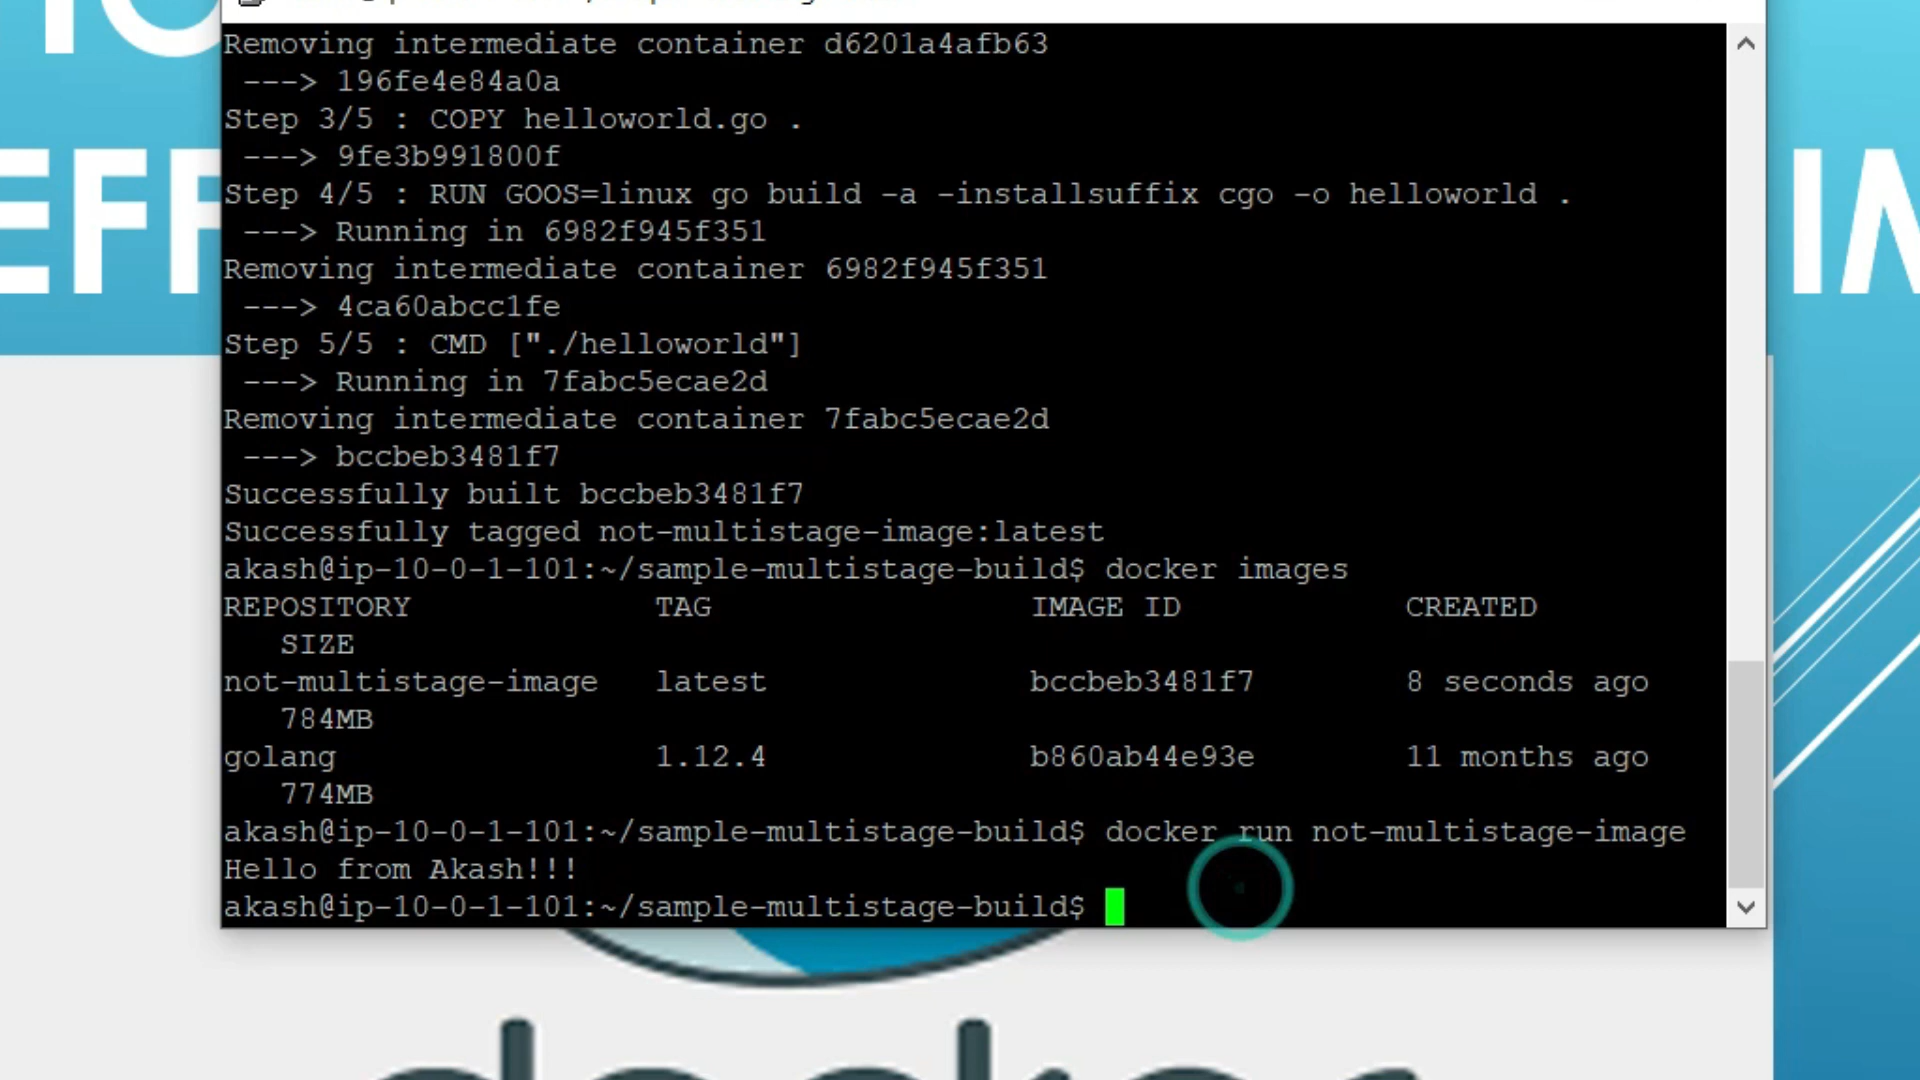 Removing intermediate container d6201a4afb63
---> 196fe4e84a0a
Step 3/5 : COPY helloworld.go .
---> 9fe3b991800f
Step 4/5 : RUN GOOS=linux go build -a -installsuffix cgo -o helloworld .
---> Running in 6982f945f351
Removing intermediate container 6982f945f351
---> 4ca60abcc1fe
Step 5/5 : CMD ["./helloworld"]
---> Running in 7fabc5ecae2d
Removing intermediate container 7fabc5ecae2d
---> bccbeb3481f7
Successfully built bccbeb3481f7
Successfully tagged not-multistage-image:latest
akash@ip-10-0-1-101:~/sample-multistage-build$ docker images
REPOSITORY TAG IMAGE ID CREATED
SIZE
not-multistage-image latest bccbeb3481f7 8 seconds ago
784MB
golang 1.12.4 b860ab44e93e 11 months ago
774MB
akash@ip-10-0-1-101:~/sample-multistage-build$ docker run not-multistage-image
Hello from Akash!!!
akash@ip-10-0-1-101:~/sample-multistage-build$
EFF
IM